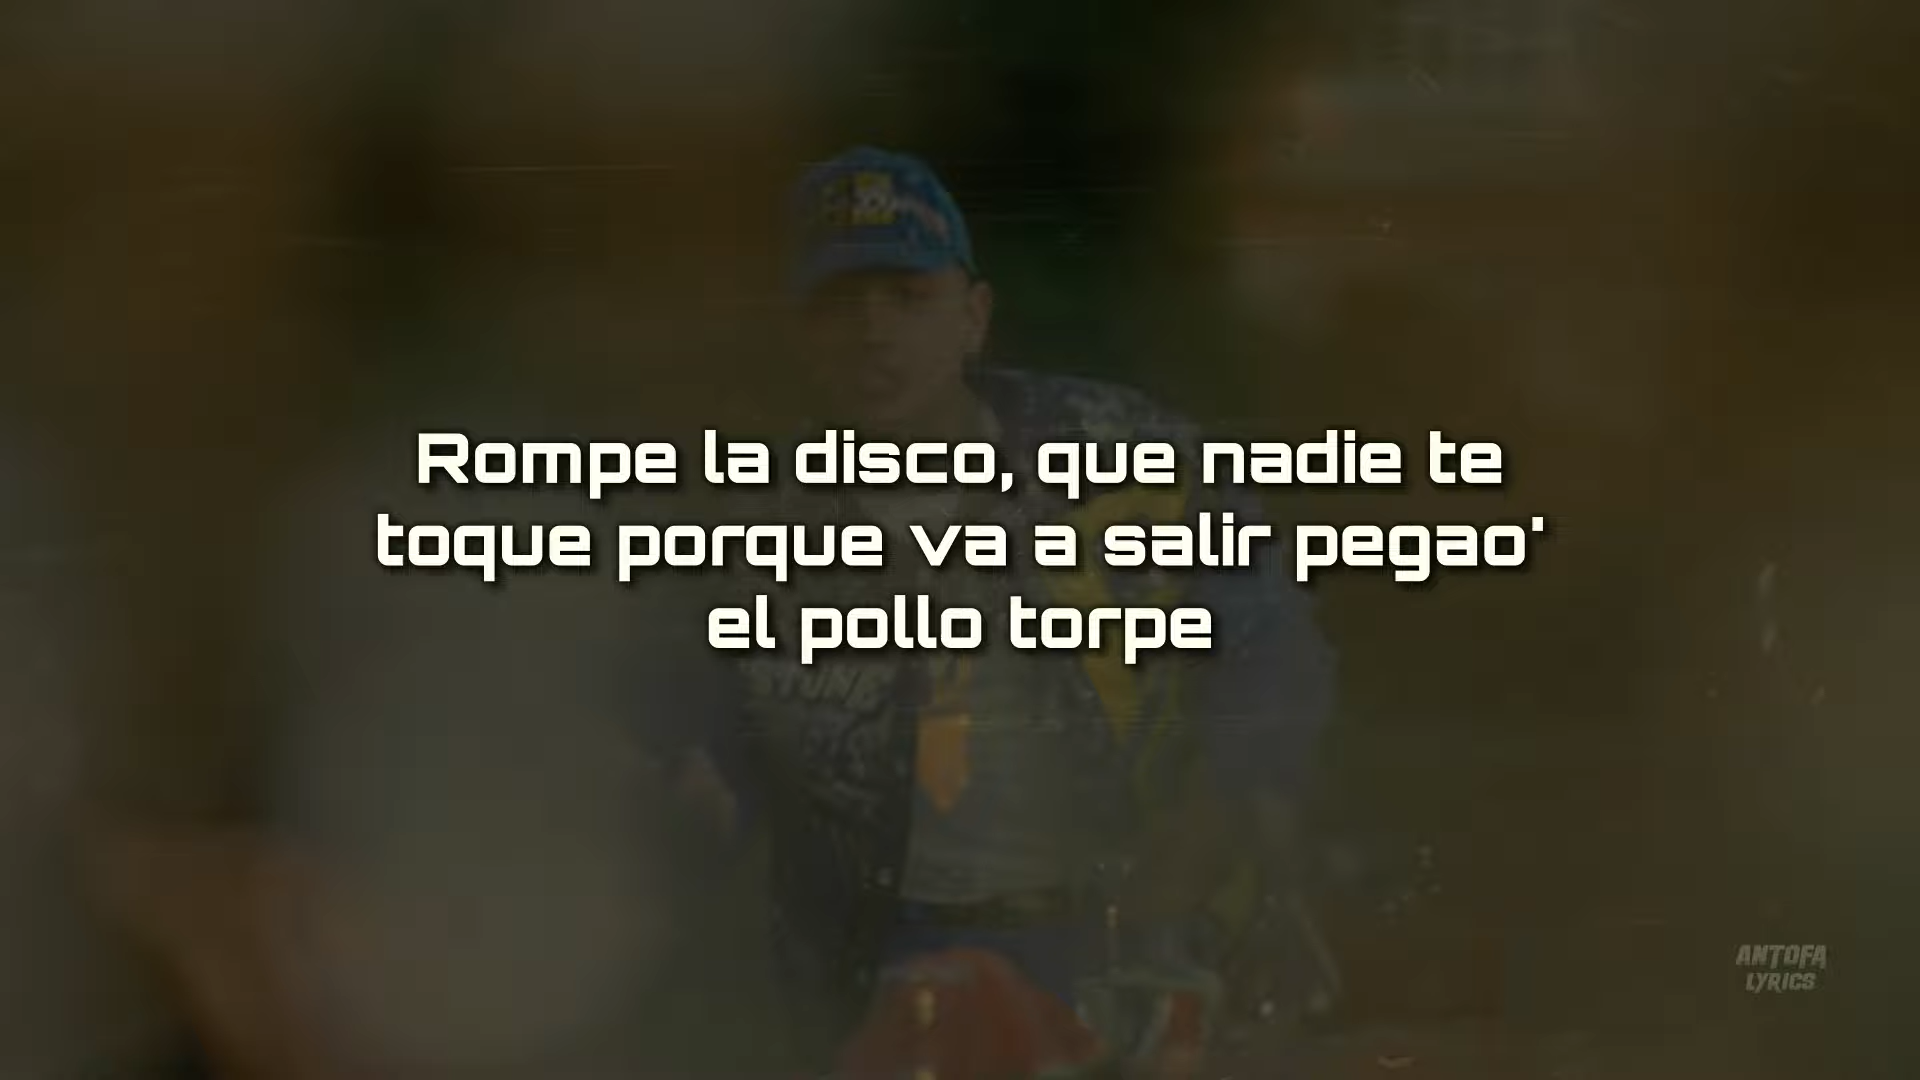 Rompe la disco, que nadie te
toque porque va a salir pegao'
el pollo torpe
ANTOFA
LYRICS